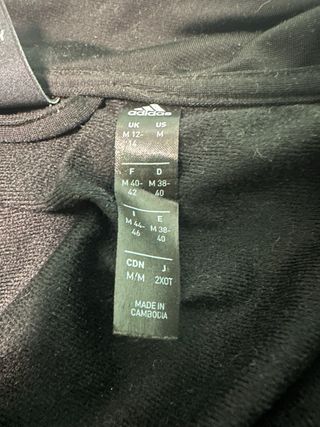 adidas
UK US
M 12- M
14
F D
M 40- M 38-
42 40
I E
M 44- M 38-
46 40
CDN J
M/M 2XOT
MADE IN
CAMBODIA